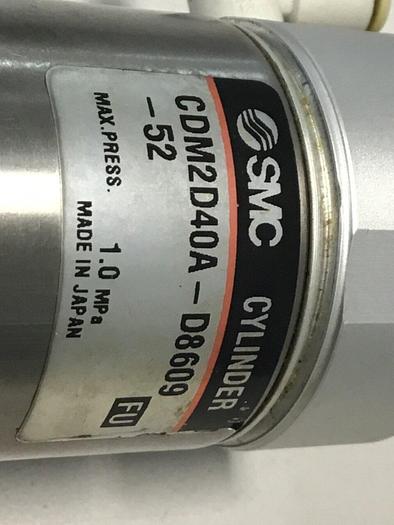 SMC CYLINDER
CDM2D40A-D8609
-52
MAX.PRESS. 1.0 MPa
MADE IN JAPAN
FU